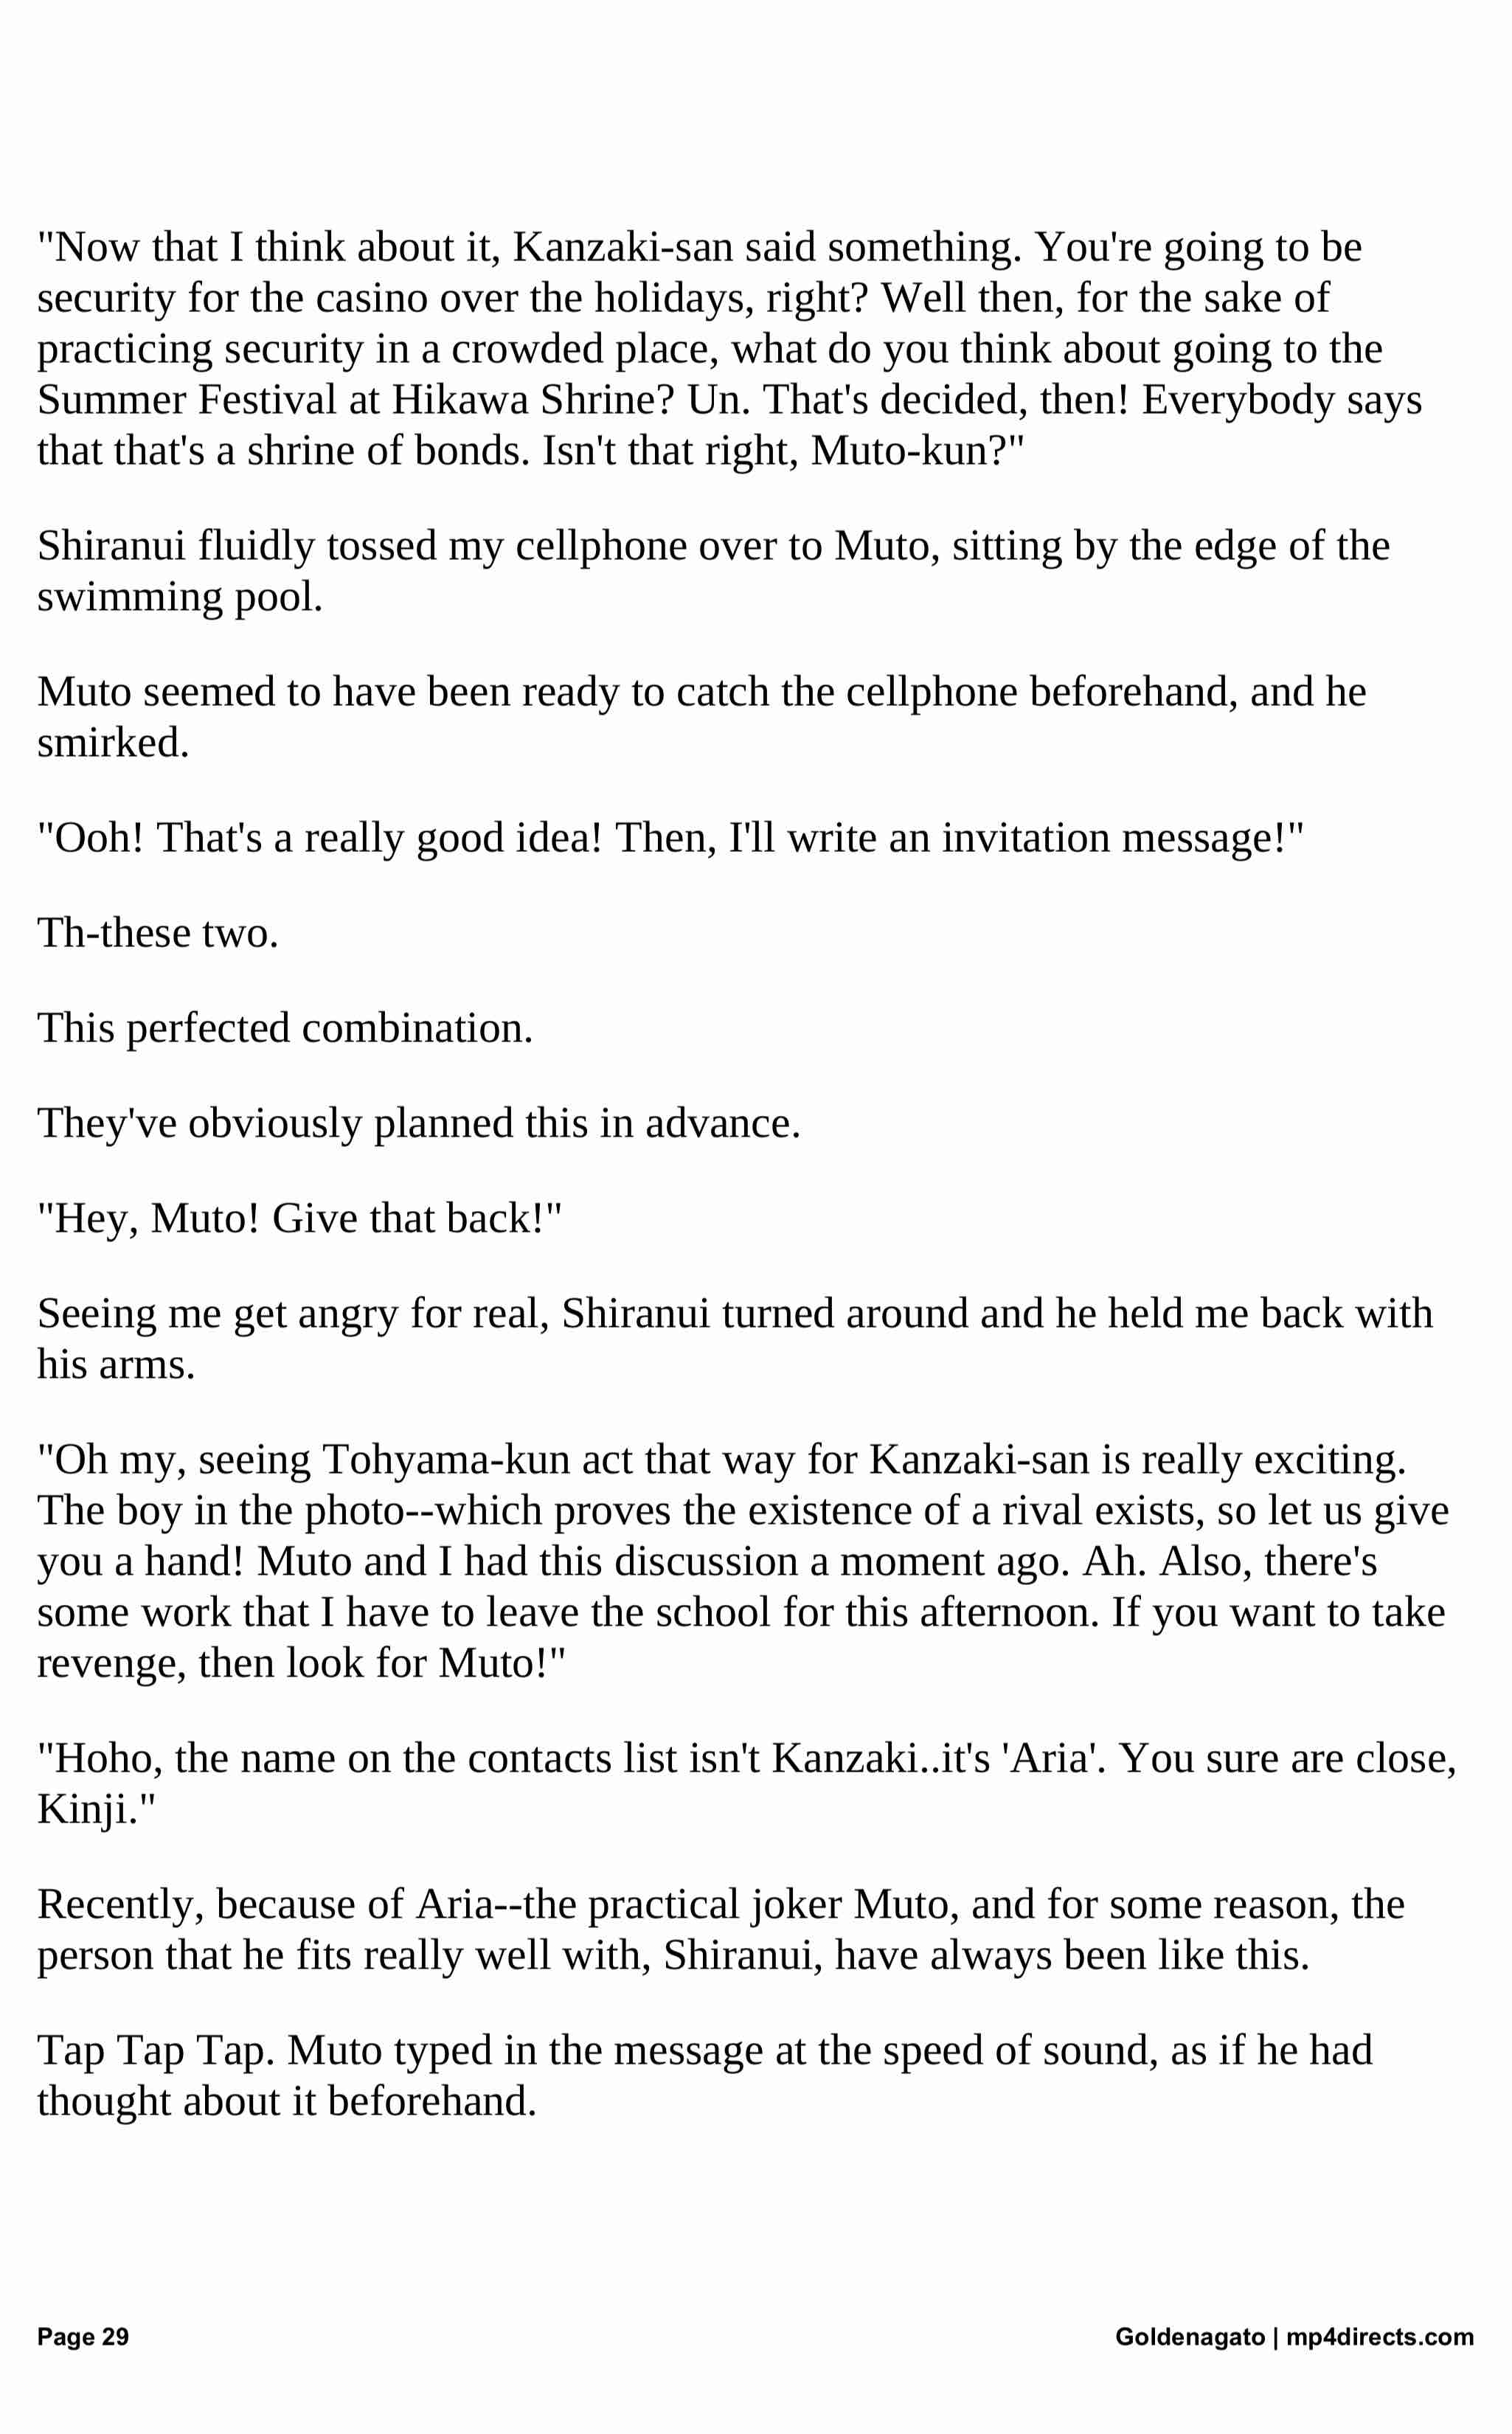 "Now that I think about it, Kanzaki-san said something. You're going to be
security for the casino over the holidays, right? Well then, for the sake of
practicing security in a crowded place, what do you think about going to the
Summer Festival at Hikawa Shrine? Un. That's decided, then! Everybody says
that that's a shrine of bonds. Isn't that right, Muto-kun?"
Shiranui fluidly tossed my cellphone over to Muto, sitting by the edge of the
swimming pool.
Muto seemed to have been ready to catch the cellphone beforehand, and he
smirked.
"Ooh! That's a really good idea! Then, I'll write an invitation message!"
Th-these two.
This perfected combination.
They've obviously planned this in advance.
"Hey, Muto! Give that back!"
Seeing me get angry for real, Shiranui turned around and he held me back with
his arms.
"Oh my, seeing Tohyama-kun act that way for Kanzaki-san is really exciting.
The boy in the photo--which proves the existence of a rival exists, so let us give
you a hand! Muto and I had this discussion a moment ago. Ah. Also, there's
some work that I have to leave the school for this afternoon. If you want to take
revenge, then look for Muto!"
"Hoho, the name on the contacts list isn't Kanzaki..it's 'Aria'. You sure are close,
Kinji."
Recently, because of Aria--the practical joker Muto, and for some reason, the
person that he fits really well with, Shiranui, have always been like this.
Tap Tap Tap. Muto typed in the message at the speed of sound, as if he had
thought about it beforehand.
Page 29
Goldenagato | mp4directs.com